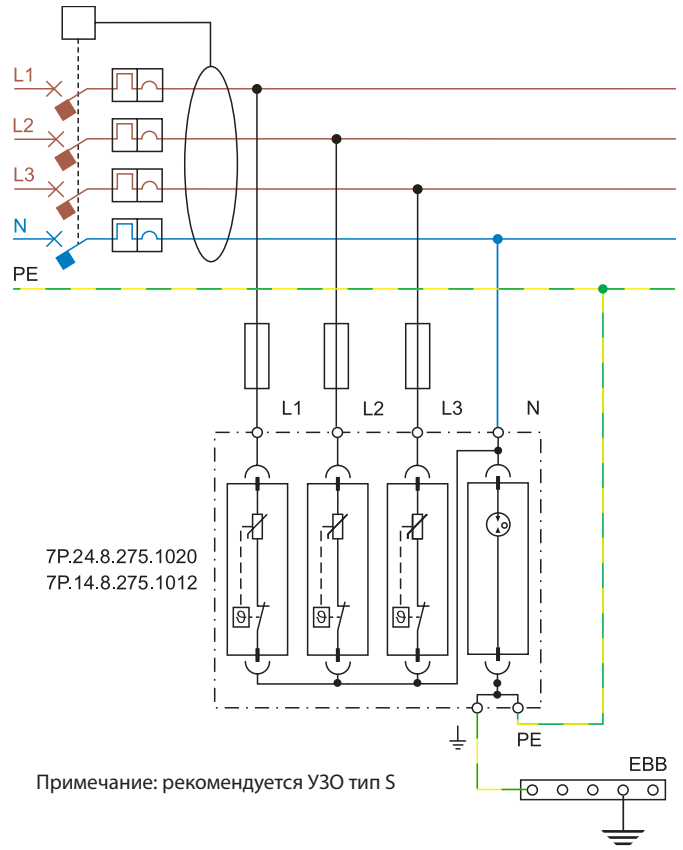 L1
L2
L3
N
PE
L1 L2 L3 N
7P.24.8.275.1020
7P.14.8.275.1012
ϑ ϑ ϑ
PE
EBB
Примечание: рекомендуется УЗО тип S